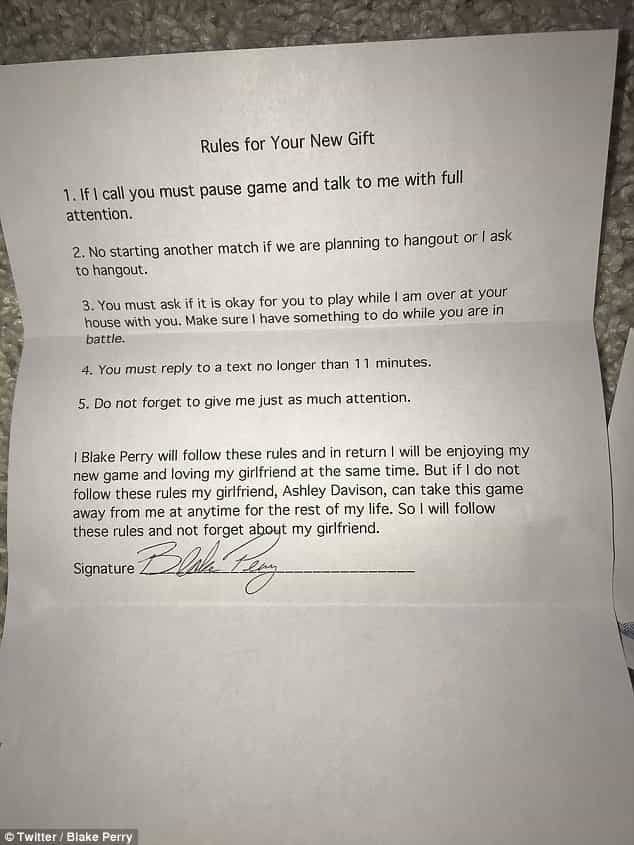 Rules for Your New Gift
1. If I call you must pause game and talk to me with full
attention.
2. No starting another match if we are planning to hangout or I ask
to hangout.
3. You must ask if it is okay for you to play while I am over at your
house with you. Make sure I have something to do while you are in
battle.
4. You must reply to a text no longer than 11 minutes.
5. Do not forget to give me just as much attention.
I Blake Perry will follow these rules and in return I will be enjoying my
new game and loving my girlfriend at the same time. But if I do not
follow these rules my girlfriend, Ashley Davison, can take this game
away from me at anytime for the rest of my life. So I will follow
these rules and not forget about my girlfriend.
Signature Blake Perry
© Twitter / Blake Perry